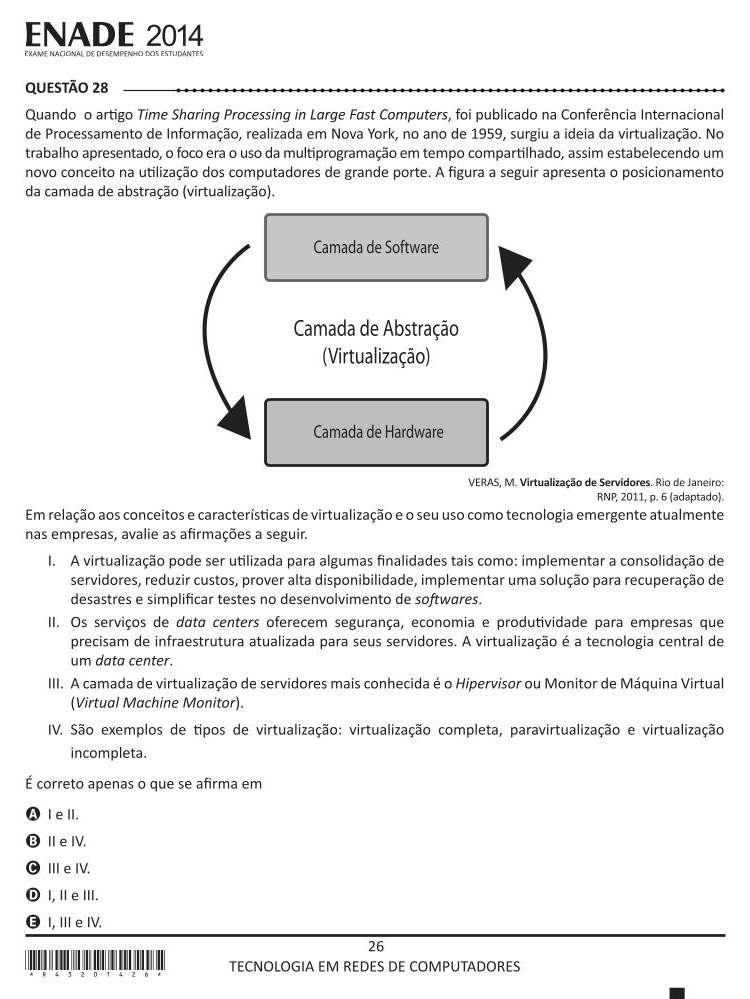 ENADE 2014
EXAME NACIONAL DE DESEMPENHO DOS ESTUDANTES
QUESTÃO 28
Quando o artigo Time Sharing Processing in Large Fast Computers, foi publicado na Conferência Internacional
de Processamento de Informação, realizada em Nova York, no ano de 1959, surgiu a ideia da virtualização. No
trabalho apresentado, o foco era o uso da multiprogramação em tempo compartilhado, assim estabelecendo um
novo conceito na utilização dos computadores de grande porte. A figura a seguir apresenta o posicionamento
da camada de abstração (virtualização).
Camada de Software
Camada de Abstração
(Virtualização)
Camada de Hardware
VERAS, M. Virtualização de Servidores. Rio de Janeiro:
RNP, 2011, p. 6 (adaptado).
Em relação aos conceitos e características de virtualização e o seu uso como tecnologia emergente atualmente
nas empresas, avalie as afirmações a seguir.
I. A virtualização pode ser utilizada para algumas finalidades tais como: implementar a consolidação de
servidores, reduzir custos, prover alta disponibilidade, implementar uma solução para recuperação de
desastres e simplificar testes no desenvolvimento de softwares.
II. Os serviços de data centers oferecem segurança, economia e produtividade para empresas que
precisam de infraestrutura atualizada para seus servidores. A virtualização é a tecnologia central de
um data center.
III. A camada de virtualização de servidores mais conhecida é o Hipervisor ou Monitor de Máquina Virtual
(Virtual Machine Monitor).
IV. São exemplos de tipos de virtualização: virtualização completa, paravirtualização e virtualização
incompleta.
É correto apenas o que se afirma em
A I e II.
B II e IV.
C III e IV.
D I, II e III.
E I, III e IV.
26
TECNOLOGIA EM REDES DE COMPUTADORES
* R 4 3 2 0 1 4 2 6 *